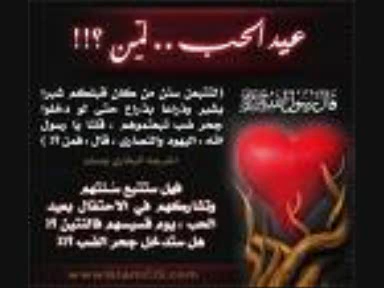 عيد الحب .. لمن ؟!!
قال رسول الله ﷺ
(لتتبعن سنن من كان قبلكم شبرا
بشبر وذراعا بذراع حتى لو دخلوا
جحر ضب تبعتموهم ، قلنا يا رسول
الله : اليهود والنصارى ، قال : فمن ؟! )
فهل ستتبع سنتهم
وتشاركهم في الاحتفال بعيد
الحب ، يوم قسيسهم فالنتين ؟!
هل ستدخل جحر الضب ؟!!